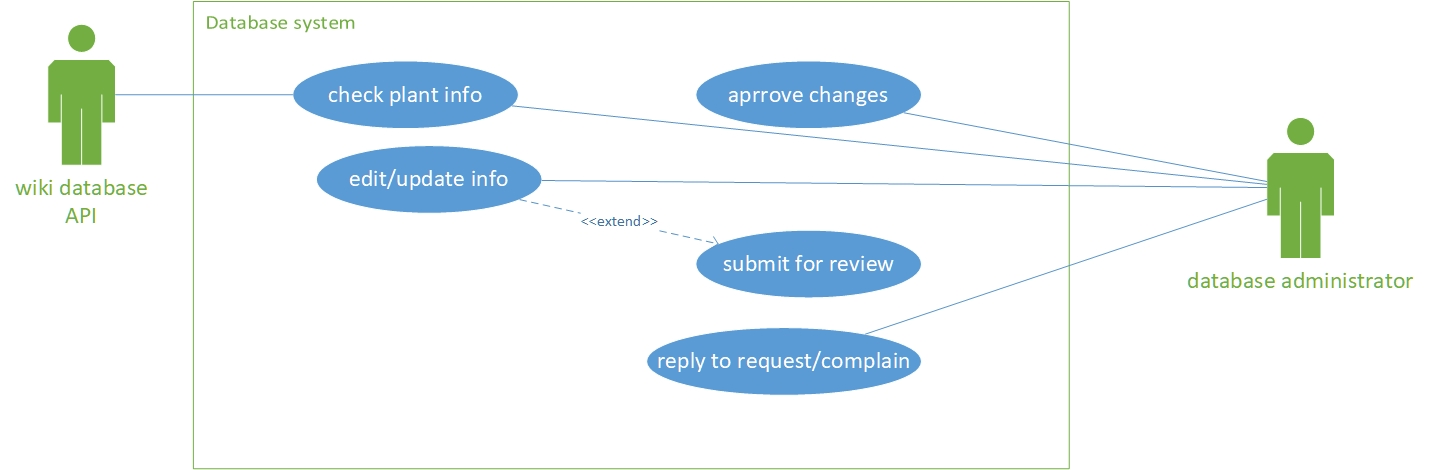 Database system
check plant info
aprrove changes
edit/update info
wiki database
API
<<extend>>
submit for review
database administrator
reply to request/complain